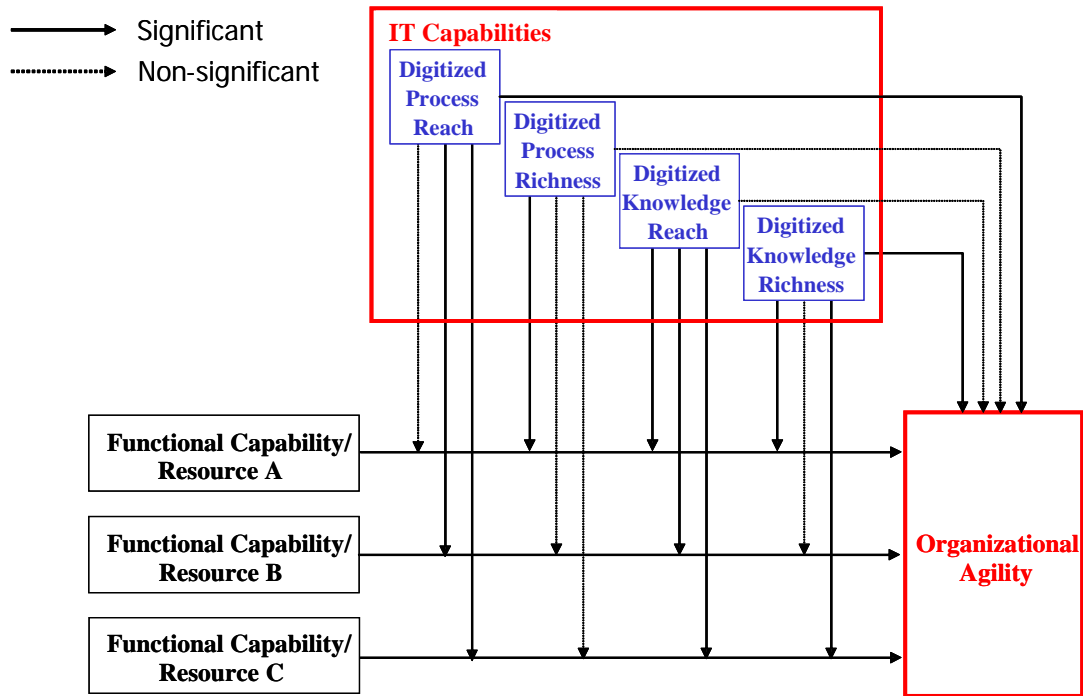 Significant
Non-significant
IT Capabilities
Digitized
Process
Reach
Digitized
Process
Richness
Digitized
Knowledge
Reach
Digitized
Knowledge
Richness
Functional Capability/
Resource A
Functional Capability/
Resource B
Functional Capability/
Resource C
Organizational
Agility